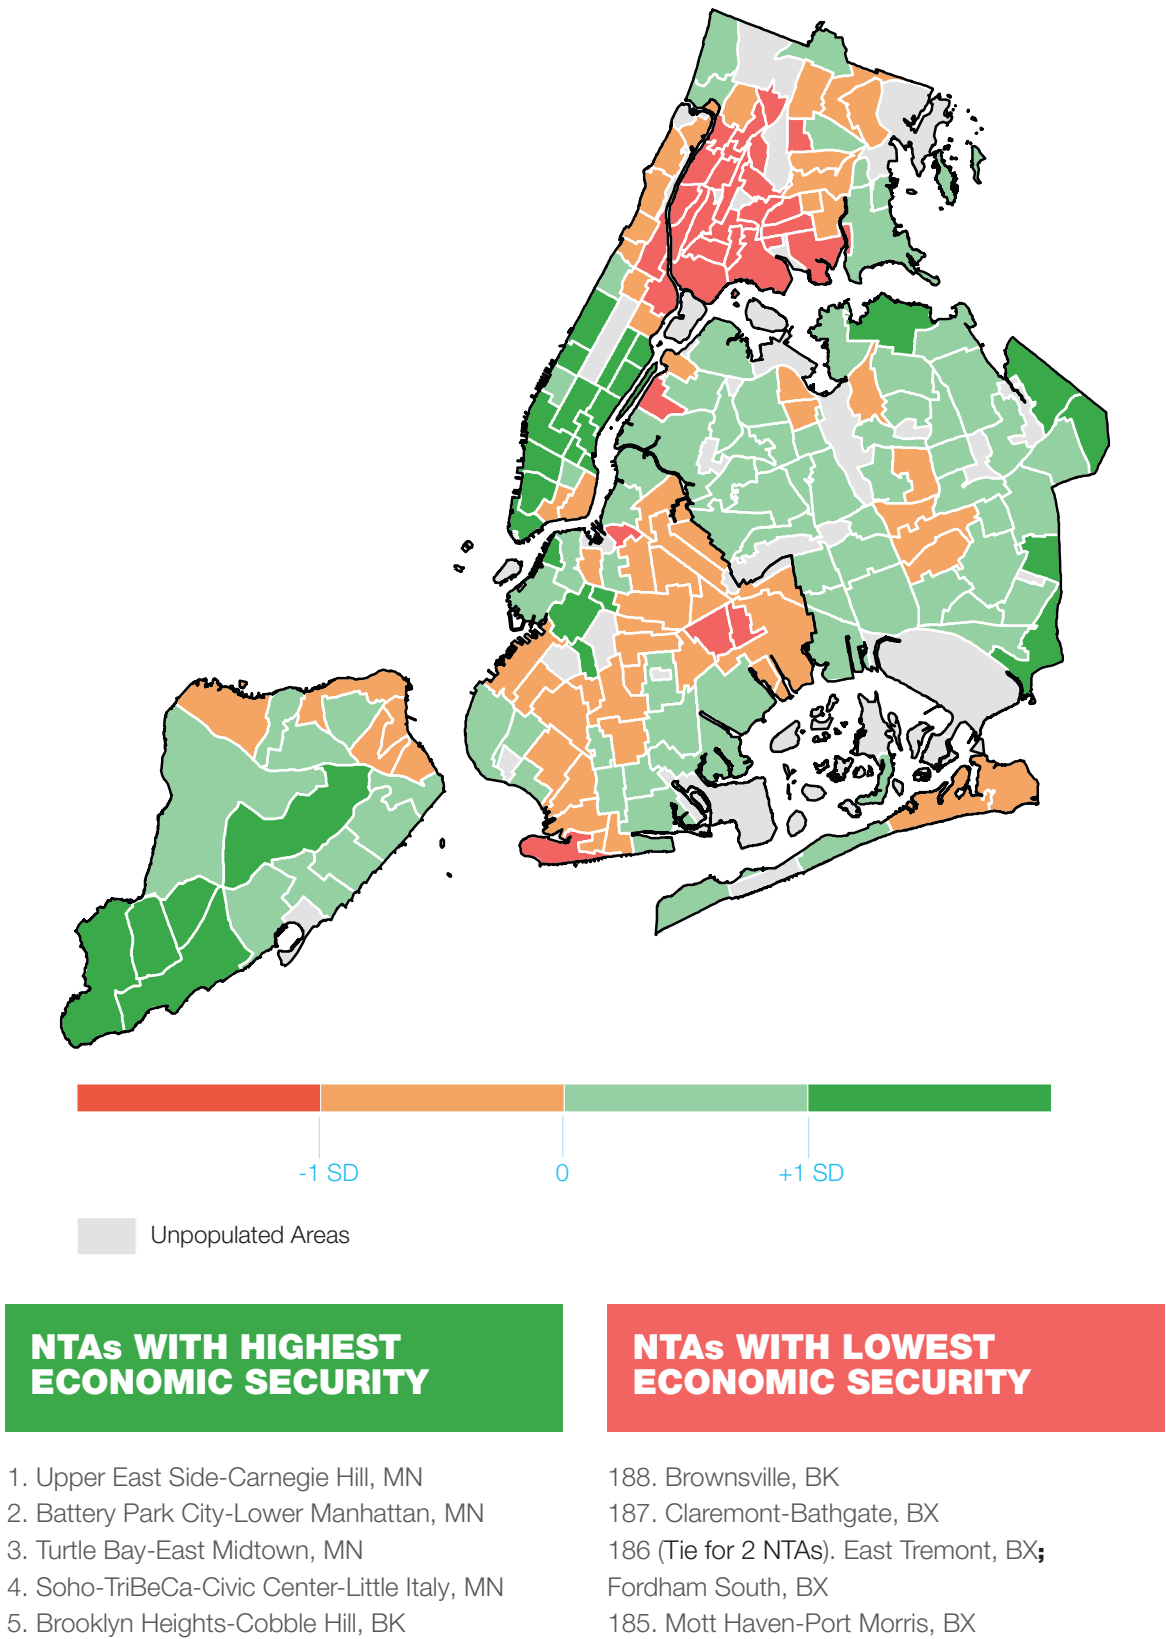 -1 SD
0
+1 SD
Unpopulated Areas
NTAs WITH HIGHEST
ECONOMIC SECURITY
1. Upper East Side-Carnegie Hill, MN
2. Battery Park City-Lower Manhattan, MN
3. Turtle Bay-East Midtown, MN
4. Soho-TriBeCa-Civic Center-Little Italy, MN
5. Brooklyn Heights-Cobble Hill, BK
NTAs WITH LOWEST
ECONOMIC SECURITY
188. Brownsville, BK
187. Claremont-Bathgate, BX
186 (Tie for 2 NTAs). East Tremont, BX;
Fordham South, BX
185. Mott Haven-Port Morris, BX